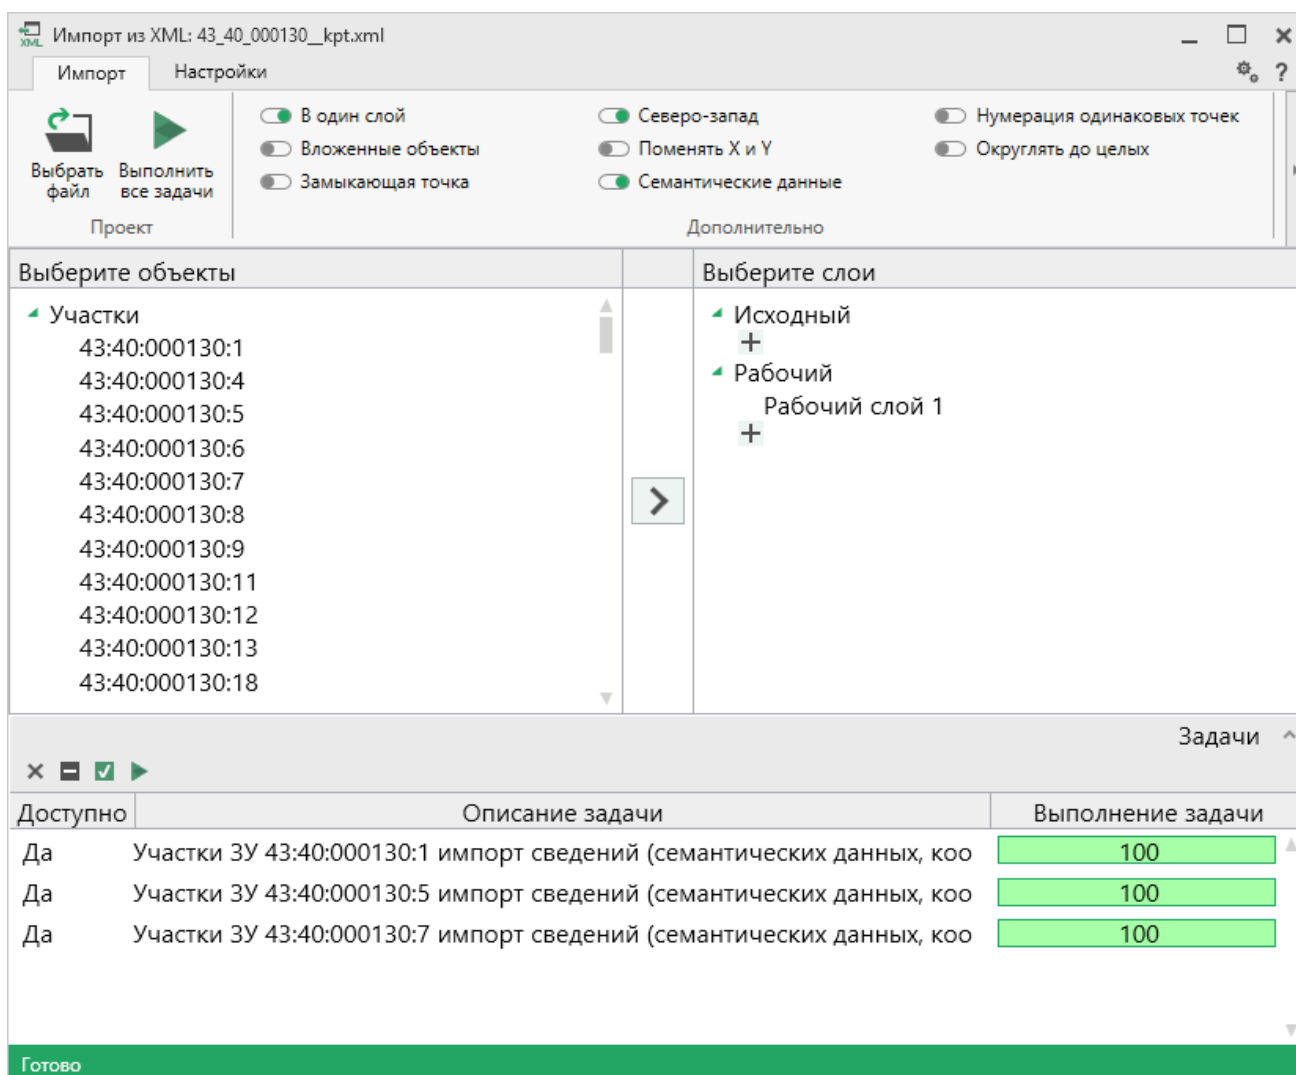 Импорт из XML: 43_40_000130__kpt.xml
Импорт Настройки ?
Выбрать файл
Выполнить все задачи
Проект
В один слой
Вложенные объекты
Замыкающая точка
Северо-запад
Поменять X и Y
Семантические данные
Нумерация одинаковых точек
Округлять до целых
Дополнительно
Выберите объекты
Участки
43:40:000130:1
43:40:000130:4
43:40:000130:5
43:40:000130:6
43:40:000130:7
43:40:000130:8
43:40:000130:9
43:40:000130:11
43:40:000130:12
43:40:000130:13
43:40:000130:18
Выберите слои
Исходный
+
Рабочий
Рабочий слой 1
+
Задачи
Доступно Описание задачи Выполнение задачи
Да Участки ЗУ 43:40:000130:1 импорт сведений (семантических данных, коо 100
Да Участки ЗУ 43:40:000130:5 импорт сведений (семантических данных, коо 100
Да Участки ЗУ 43:40:000130:7 импорт сведений (семантических данных, коо 100
Готово